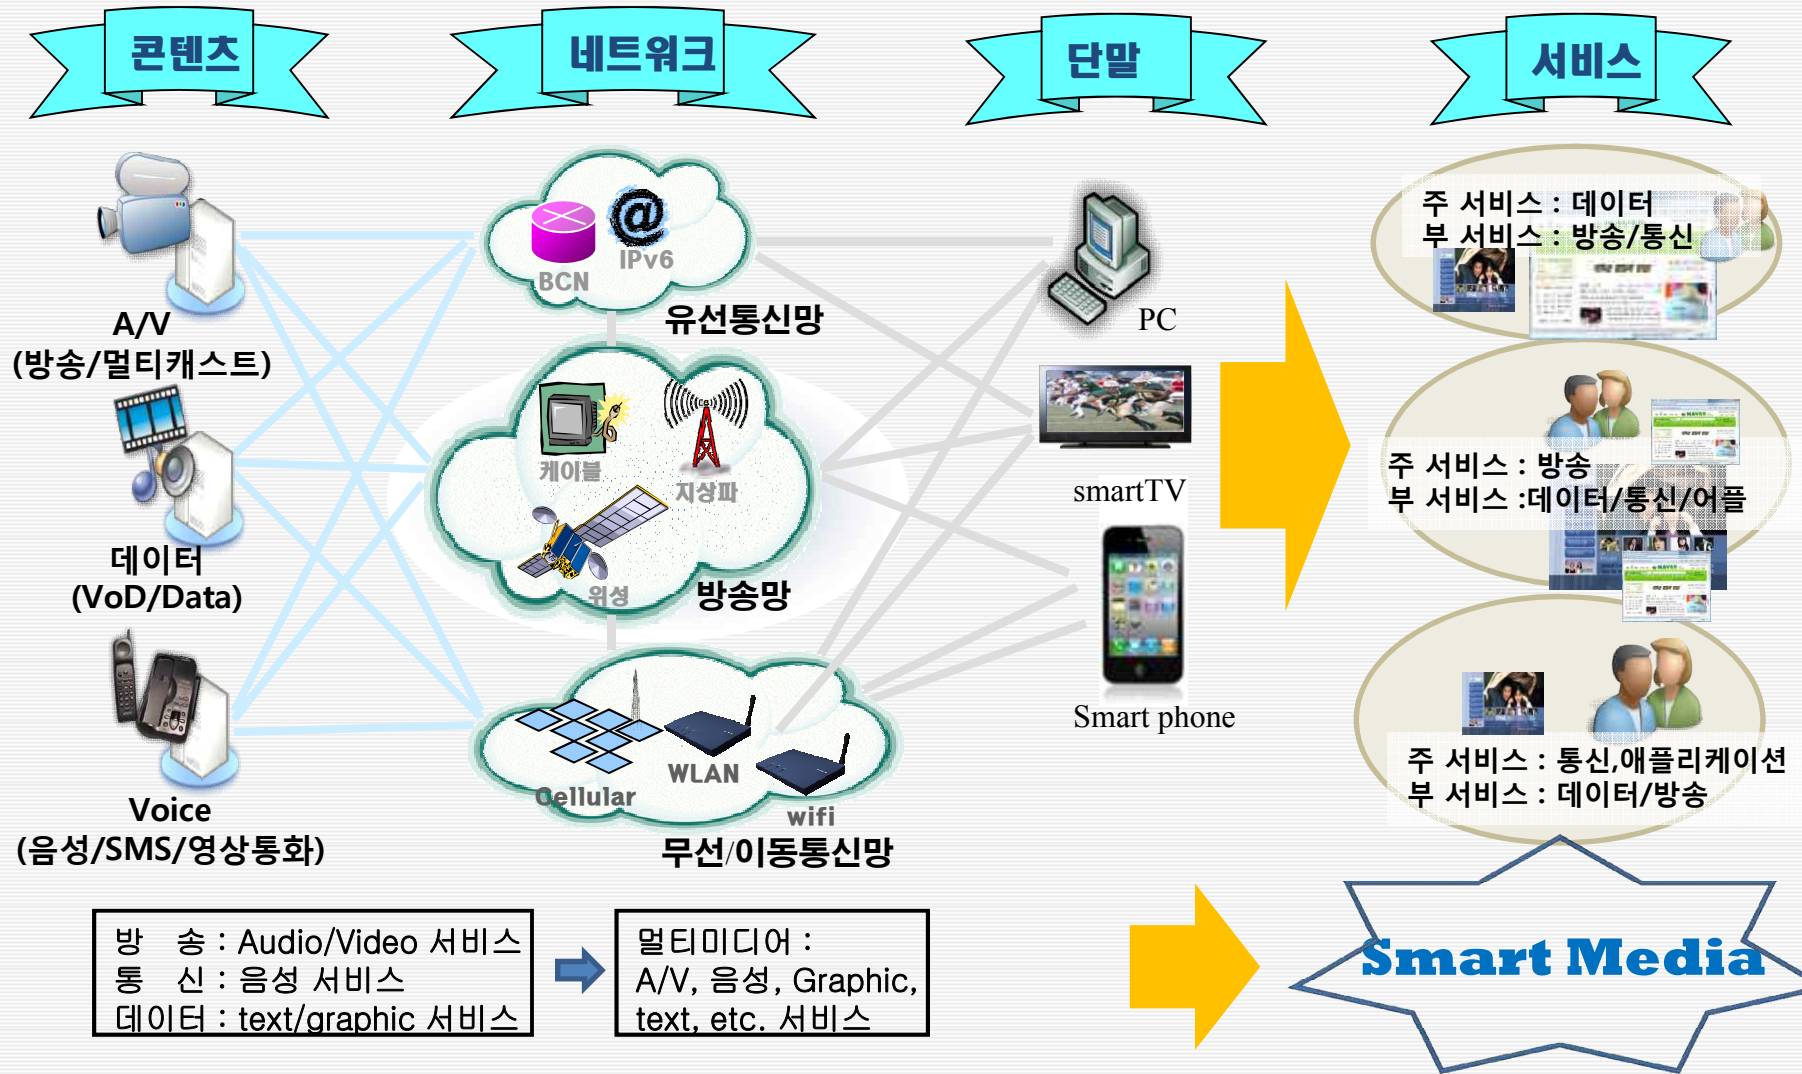 콘텐츠
네트워크
단말
서비스
A/V
(방송/멀티캐스트)
데이터
(VoD/Data)
Voice
(음성/SMS/영상통화)
IPv6
BCN
유선통신망
케이블
지상파
위성
방송망
WLAN
Cellular
wifi
무선/이동통신망
PC
smartTV
Smart phone
주 서비스 : 데이터
부 서비스 : 방송/통신
주 서비스 : 방송
부 서비스 :데이터/통신/어플
주 서비스 : 통신,애플리케이션
부 서비스 : 데이터/방송
방 송 : Audio/Video 서비스
통 신 : 음성 서비스
데이터 : text/graphic 서비스
멀티미디어 :
A/V, 음성, Graphic,
text, etc. 서비스
Smart Media